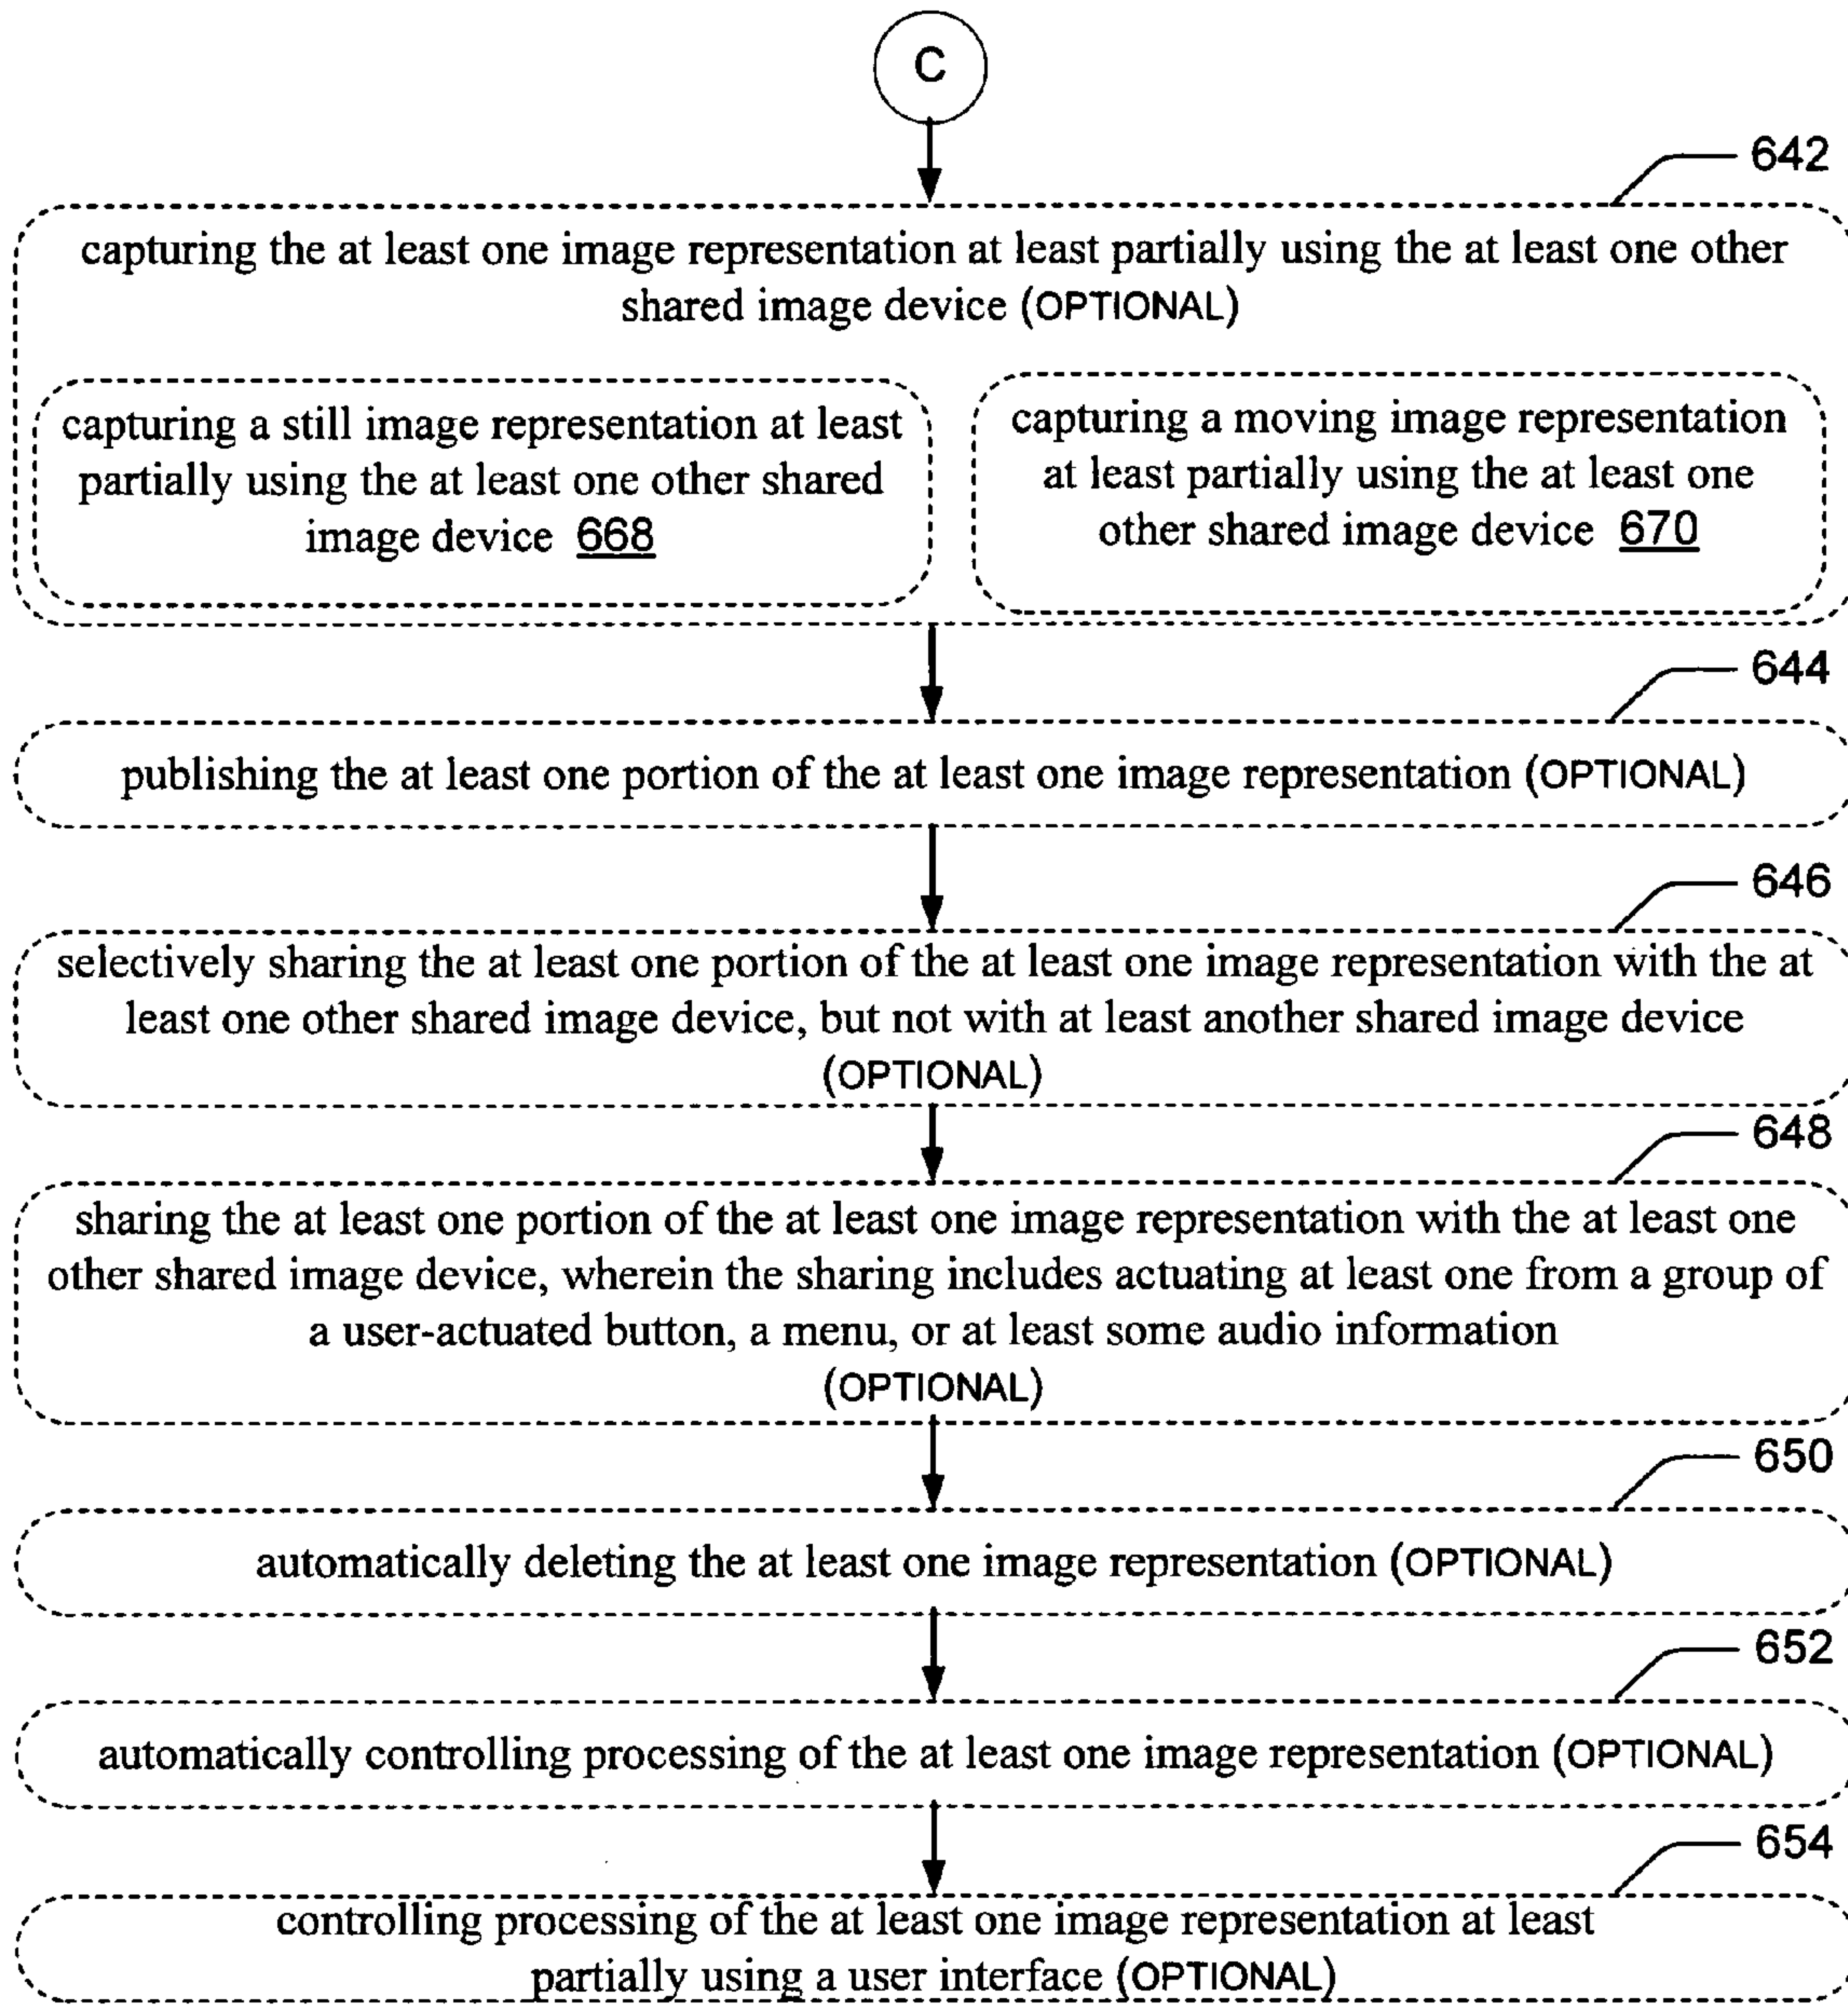 C
642
capturing the at least one image representation at least partially using the at least one other
shared image device (OPTIONAL)
capturing a still image representation at least
partially using the at least one other shared
image device 668
capturing a moving image representation
at least partially using the at least one
other shared image device 670
644
publishing the at least one portion of the at least one image representation (OPTIONAL)
646
selectively sharing the at least one portion of the at least one image representation with the at
least one other shared image device, but not with at least another shared image device
(OPTIONAL)
648
sharing the at least one portion of the at least one image representation with the at least one
other shared image device, wherein the sharing includes actuating at least one from a group of
a user-actuated button, a menu, or at least some audio information
(OPTIONAL)
650
automatically deleting the at least one image representation (OPTIONAL)
652
automatically controlling processing of the at least one image representation (OPTIONAL)
654
controlling processing of the at least one image representation at least
partially using a user interface (OPTIONAL)